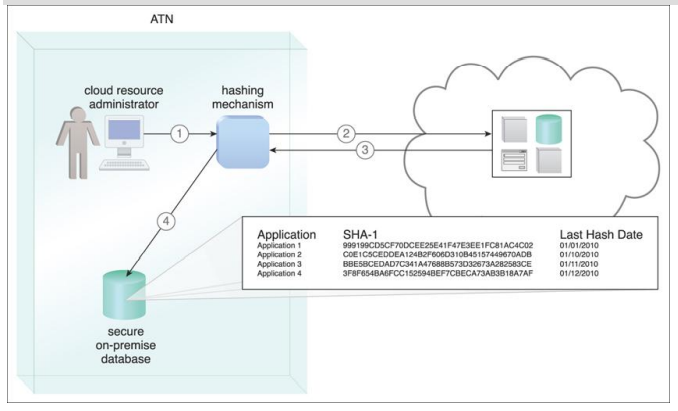 ATN
cloud resource
administrator
hashing
mechanism
1
2
3
4
Application SHA-1 Last Hash Date
Application 1 999199CD5CF70DCEE25E41F47E3EE1FC81AC4C02 01/01/2010
Application 2 C0E1C5CEDDEA124B2F606D310B45157449670ADB 01/10/2010
Application 3 BBE5BCEDAD7C341A47688B573D32673A282583CE 01/11/2010
Application 4 3F8F654BA6FCC152594BEF7CBECA73AB3B18A7AF 01/12/2010
secure
on-premise
database